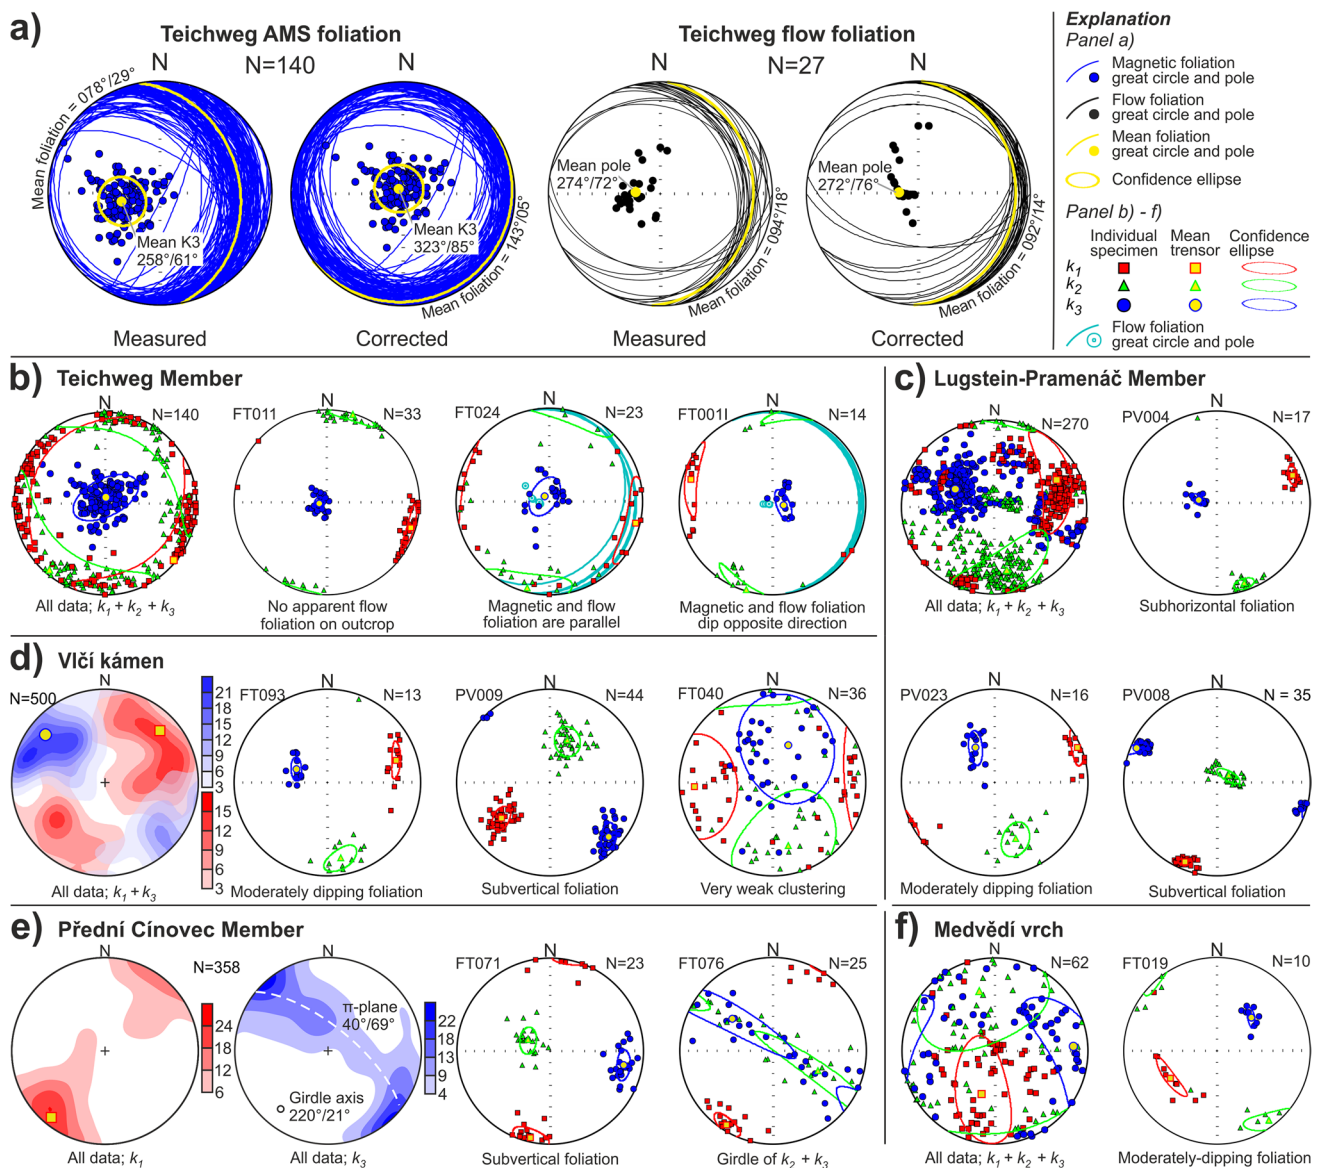 a)
Teichweg AMS foliation
Teichweg flow foliation
N
N=140
N
N
N=27
N
Mean foliation = 078°/29°
Mean K3
258°/61°
Mean K3
323°/85°
Mean foliation = 143°/05°
Mean pole
274°/72°
Mean foliation = 094°/18°
Mean pole
272°/76°
Mean foliation = 092°/14°
Measured
Corrected
Measured
Corrected
Explanation
Panel a)
Magnetic foliation
great circle and pole
Flow foliation
great circle and pole
Mean foliation
great circle and pole
Confidence ellipse
Panel b) - f)
Individual
specimen
Mean
trensor
Confidence
ellipse
k1
k2
k3
Flow foliation
great circle and pole
b)
Teichweg Member
N
N=140
All data; k1 + k2 + k3
FT011
N
N=33
No apparent flow
foliation on outcrop
FT024
N
N=23
Magnetic and flow
foliation are parallel
FT001I
N
N=14
Magnetic and flow foliation
dip opposite direction
c)
Lugstein-Pramenáč Member
N
N=270
All data; k1 + k2 + k3
PV004
N
N=17
Subhorizontal foliation
PV023
N
N=16
Moderately dipping foliation
PV008
N
N = 35
Subvertical foliation
d)
Vlčí kámen
N
N=500
21
18
15
12
9
6
3
15
12
9
6
3
All data; k1 + k3
FT093
N
N=13
Moderately dipping foliation
PV009
N
N=44
Subvertical foliation
FT040
N
N=36
Very weak clustering
e)
Přední Cínovec Member
N
N=358
24
18
12
6
All data; k1
N
π-plane
40°/69°
Girdle axis
220°/21°
22
18
13
9
4
All data; k3
FT071
N
N=23
Subvertical foliation
FT076
N
N=25
Girdle of k2 + k3
f)
Medvědí vrch
N
N=62
All data; k1 + k2 + k3
FT019
N
N=10
Moderately-dipping foliation